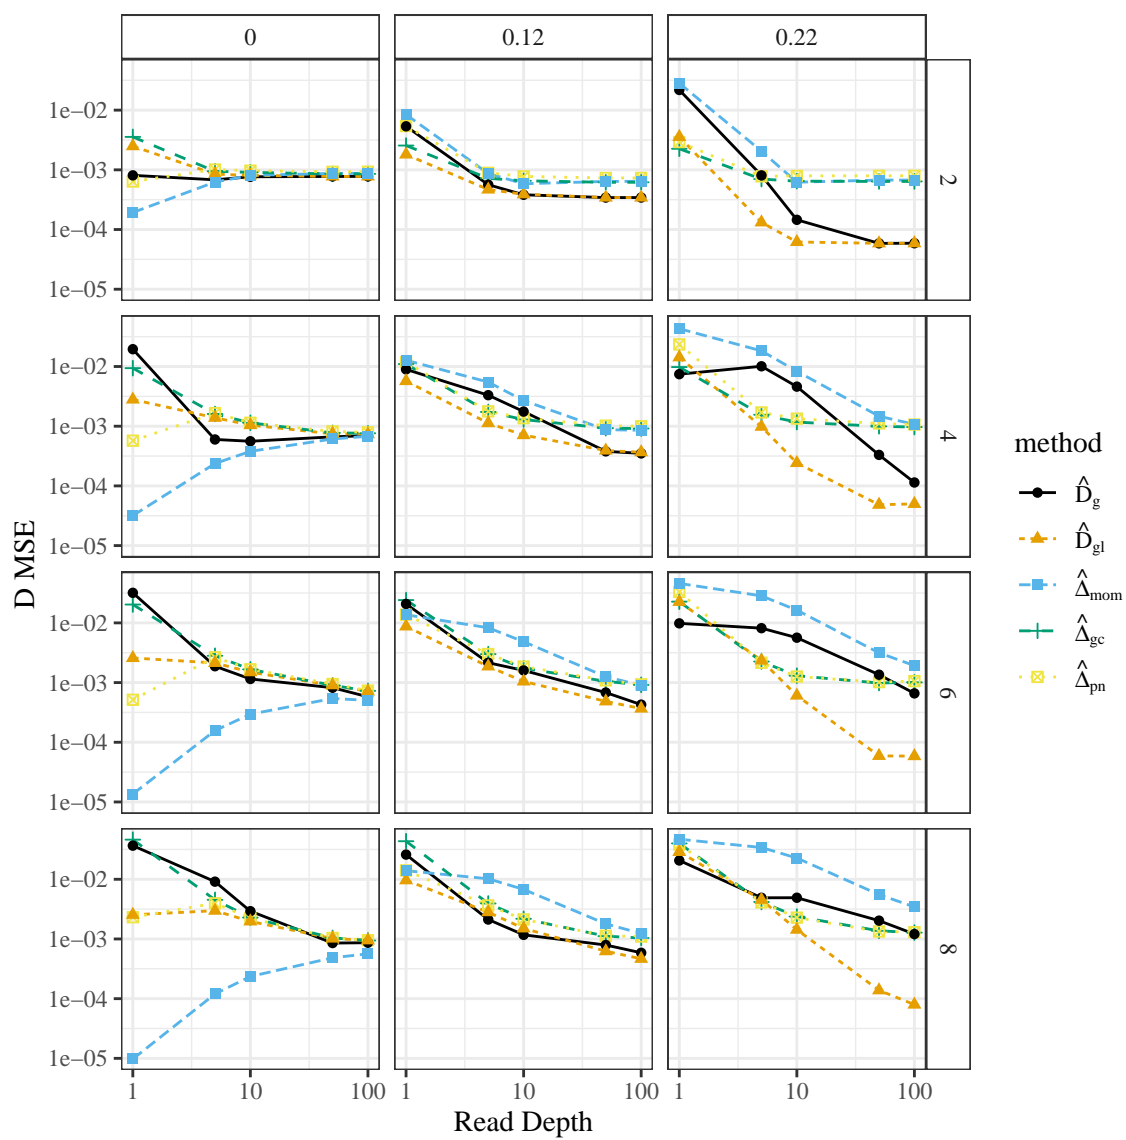 0 0.12 0.22
1e−02
1e−03
1e−04
1e−05
2
1e−02
1e−03
1e−04
1e−05
4
1e−02
1e−03
1e−04
1e−05
6
1e−02
1e−03
1e−04
1e−05
8
1 10 100 1 10 100 1 10 100
Read Depth
D MSE
method
D̂g
D̂gl
Δ̂mom
Δ̂gc
Δ̂pn